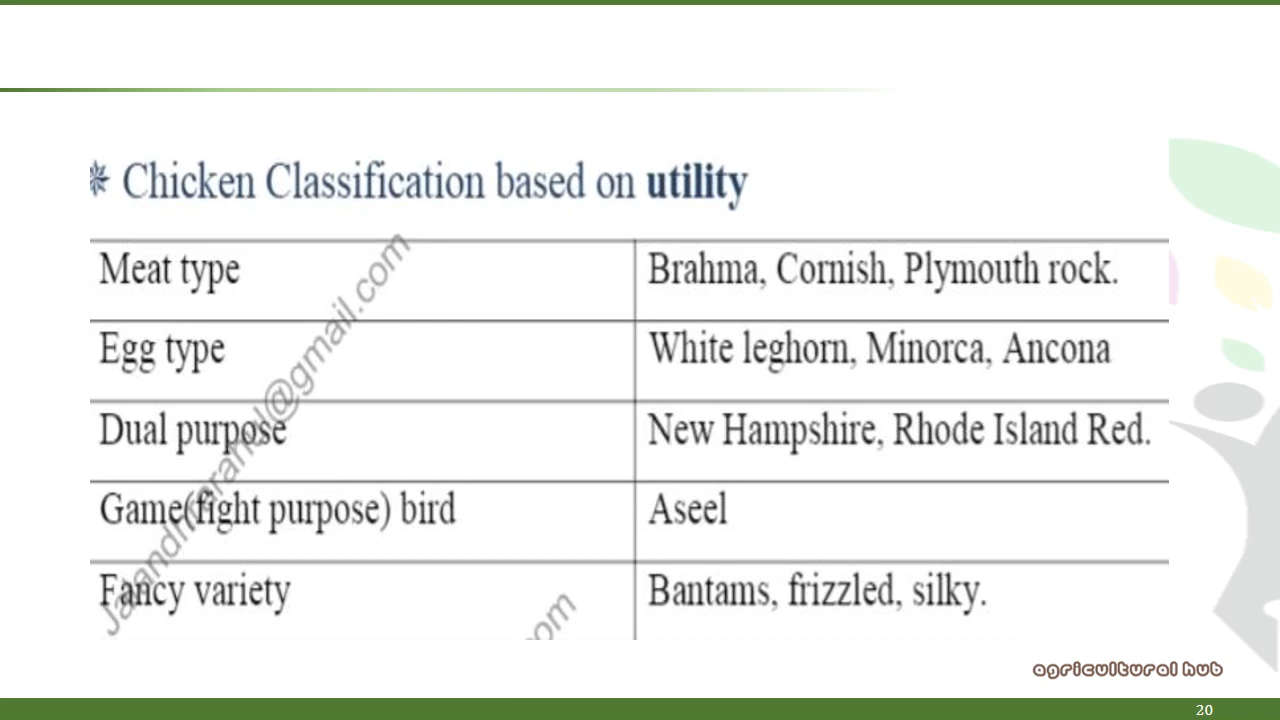 ✵ Chicken Classification based on utility
Meat type Brahma, Cornish, Plymouth rock.
Egg type White leghorn, Minorca, Ancona
Dual purpose New Hampshire, Rhode Island Red.
Game(fight purpose) bird Aseel
Fancy variety Bantams, frizzled, silky.
agricultural hub
20